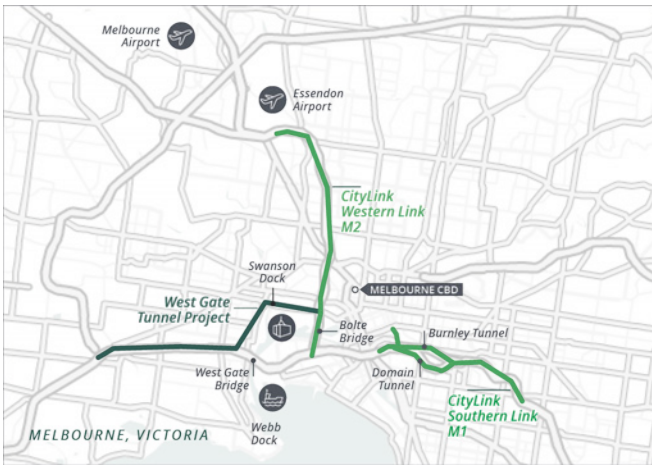 Melbourne
Airport
Essendon
Airport
CityLink
Western Link
M2
Swanson
Dock
MELBOURNE CBD
West Gate
Tunnel Project
Bolte
Bridge
Burnley Tunnel
West Gate
Bridge
Domain
Tunnel
CityLink
Southern Link
M1
Webb
Dock
MELBOURNE, VICTORIA